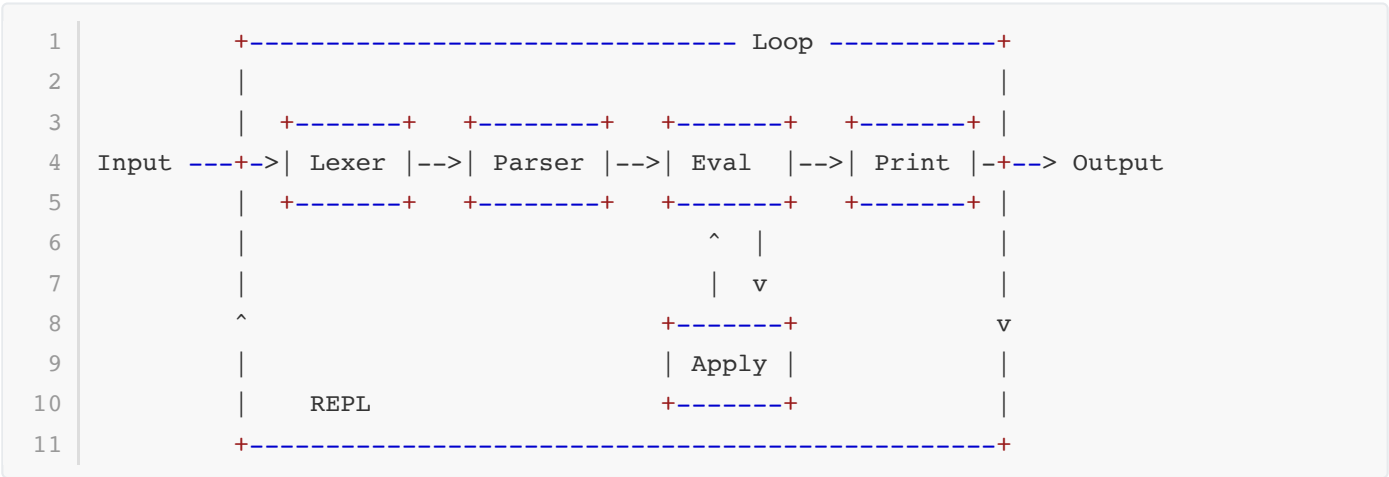 1          +-------------------------------- Loop -----------+
2          |                                                 |
3          |  +-------+   +--------+   +-------+   +-------+ |
4 Input ---+->| Lexer |-->| Parser |-->| Eval  |-->| Print |-+--> Output
5          |  +-------+   +--------+   +-------+   +-------+ |
6          |                              ^  |               |
7          |                              |  v               |
8          ^                           +-------+             v
9          |                           | Apply |             |
10         |    REPL                   +-------+             |
11         +-------------------------------------------------+